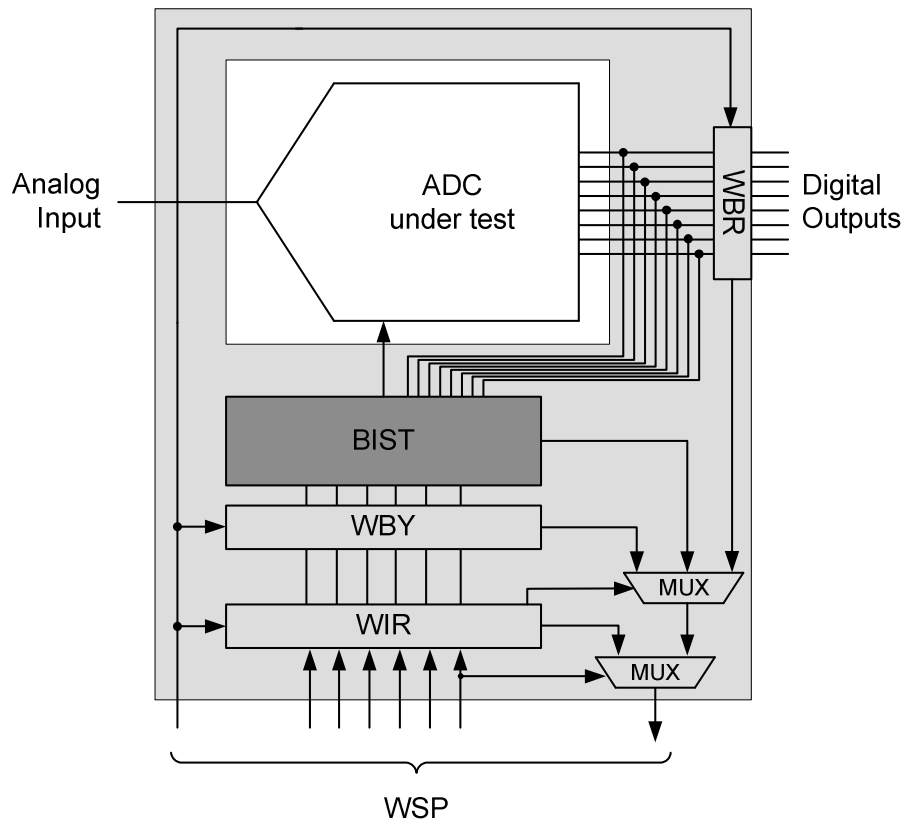 Analog
Input
ADC
under test
WBR
Digital
Outputs
BIST
WBY
MUX
WIR
MUX
WSP